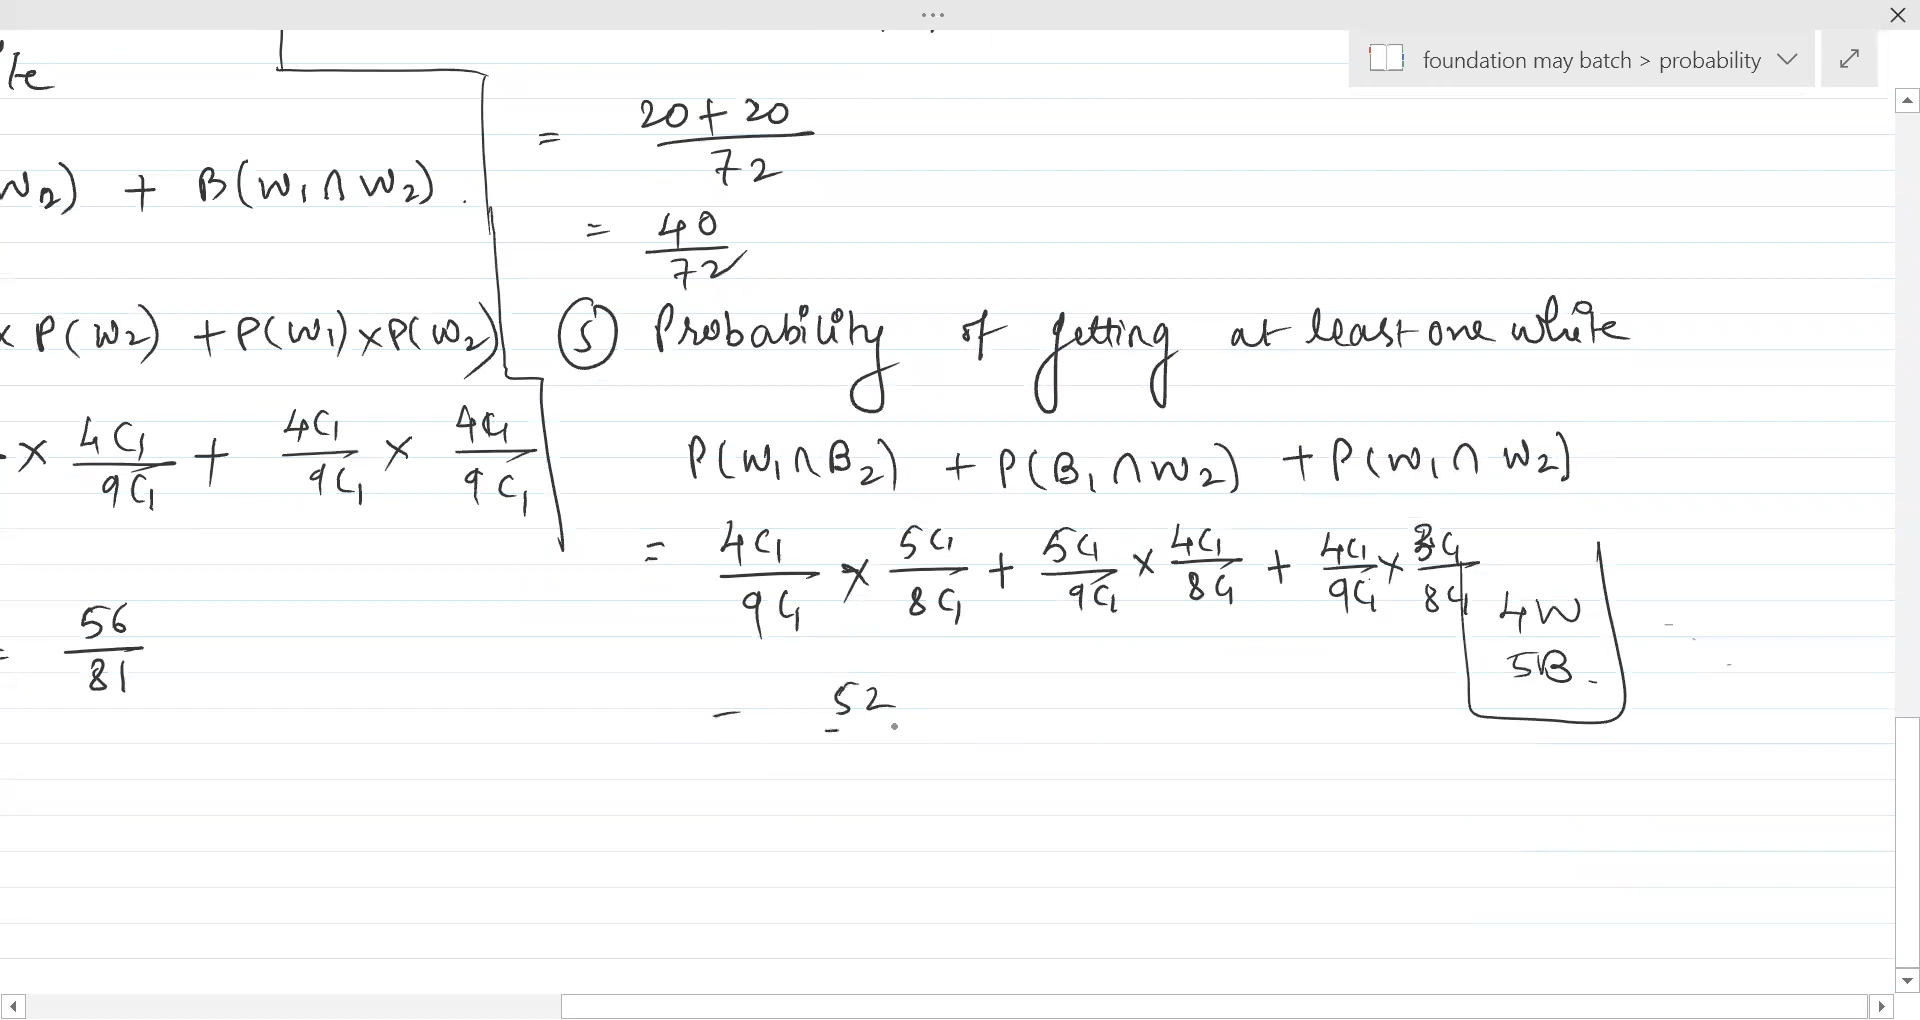 foundation may batch > probability
te
= 20 + 20 / 72
W2) + B(W1 ∩ W2).
= 40 / 72
x P(W2) + P(W1) x P(W2)
(5) Probability of getting at least one white
x 4C1/9C1 + 4C1/9C1 x 4C1/9C1
P(W1 ∩ B2) + P(B1 ∩ W2) + P(W1 ∩ W2)
= 4C1/9C1 x 5C1/8C1 + 5C1/9C1 x 4C1/8C1 + 4C1/9C1 x 3C1/8C1
= 56/81
4W
5B
- 52